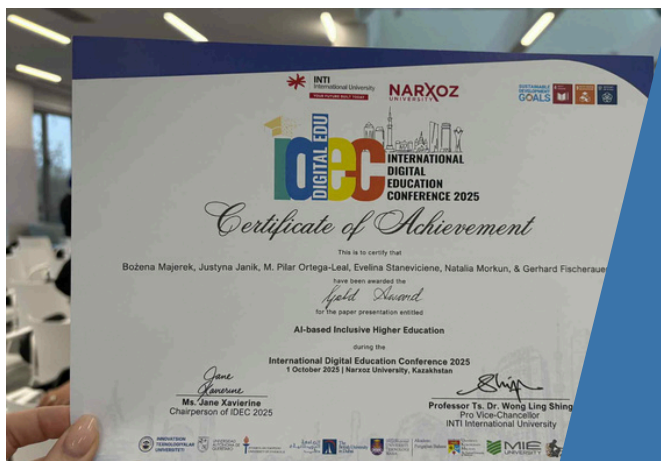 INTI
International University
YOUR FUTURE BUILT TODAY
NARXOZ
UNIVERSITY
SUSTAINABLE
DEVELOPMENT
GOALS
DIGITAL EDU
idec
INTERNATIONAL
DIGITAL
EDUCATION
CONFERENCE 2025
Certificate of Achievement
This is to certify that
Bożena Majerek, Justyna Janik, M. Pilar Ortega-Leal, Evelina Staneviciene, Natalia Morkun, & Gerhard Fischeraue
have been awarded the
Gold Award
for the paper presentation entitled
AI-based Inclusive Higher Education
during the
International Digital Education Conference 2025
1 October 2025 | Narxoz University, Kazakhstan
Jane
Xavierine
Ms. Jane Xavierine
Chairperson of IDEC 2025
Professor Ts. Dr. Wong Ling Shing
Pro Vice-Chancellor
INTI International University
INNOVATSION
TEXNOLOGIYALAR
UNIVERSITETI
MIE
UNIVERSITY